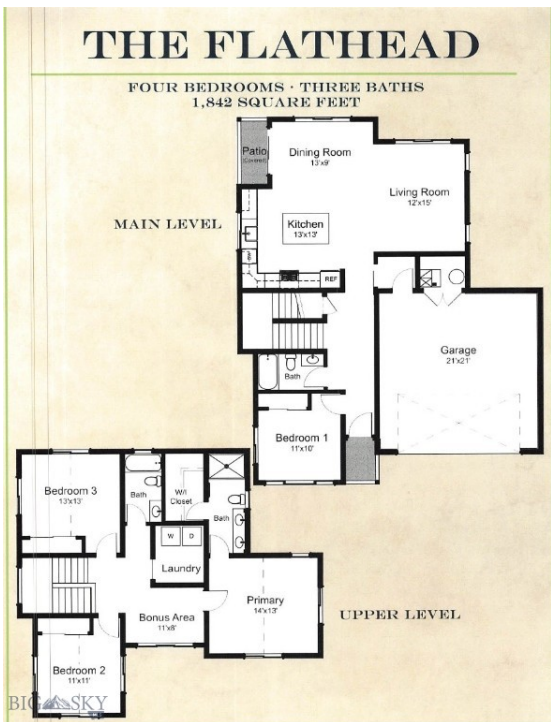 THE FLATHEAD
FOUR BEDROOMS · THREE BATHS
1,842 SQUARE FEET
Patio
(Covered)
Dining Room
13'x9'
Living Room
12'x15'
MAIN LEVEL
Kitchen
13'x13'
REF
Garage
21'x21'
Bath
Bedroom 1
11'x10'
Bedroom 3
13'x13'
Bath
W/I
Closet
Bath
W D
Laundry
Primary
14'x13'
Bonus Area
11'x8'
UPPER LEVEL
Bedroom 2
11'x11'
BIG SKY